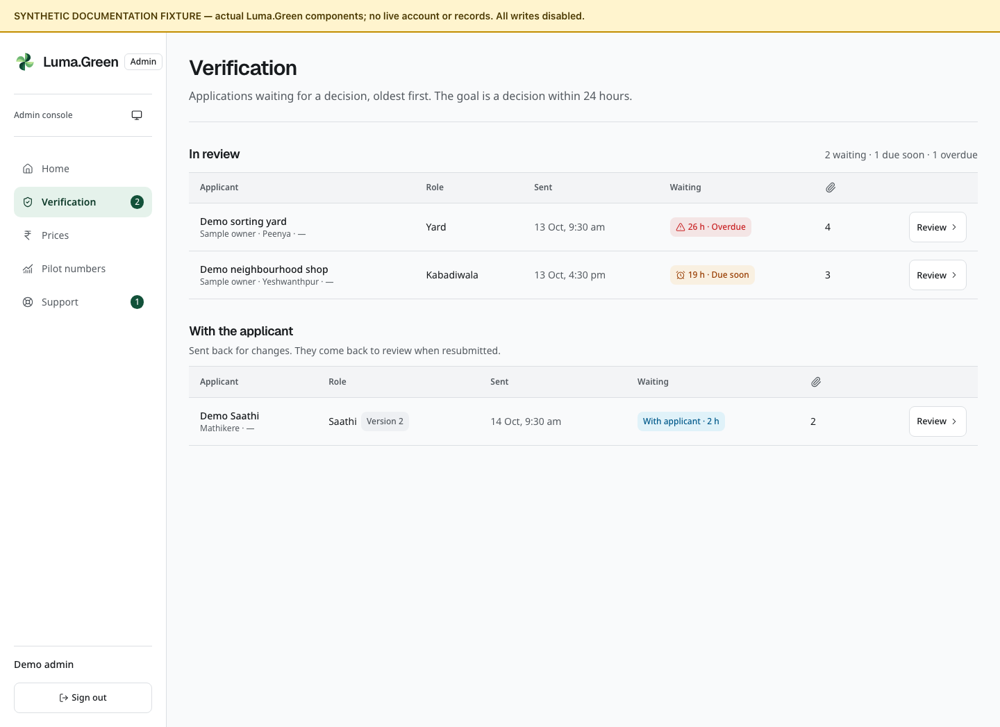 SYNTHETIC DOCUMENTATION FIXTURE — actual Luma.Green components; no live account or records. All writes disabled.
Luma.Green Admin
Admin console
Home
Verification 2
Prices
Pilot numbers
Support 1
Demo admin
Sign out
Verification
Applications waiting for a decision, oldest first. The goal is a decision within 24 hours.
In review 2 waiting · 1 due soon · 1 overdue
Applicant Role Sent Waiting
Demo sorting yard
Sample owner · Peenya · —
Yard 13 Oct, 9:30 am 26 h · Overdue 4 Review
Demo neighbourhood shop
Sample owner · Yeshwanthpur · —
Kabadiwala 13 Oct, 4:30 pm 19 h · Due soon 3 Review
With the applicant
Sent back for changes. They come back to review when resubmitted.
Applicant Role Sent Waiting
Demo Saathi
Mathikere · —
Saathi Version 2 14 Oct, 9:30 am With applicant · 2 h 2 Review